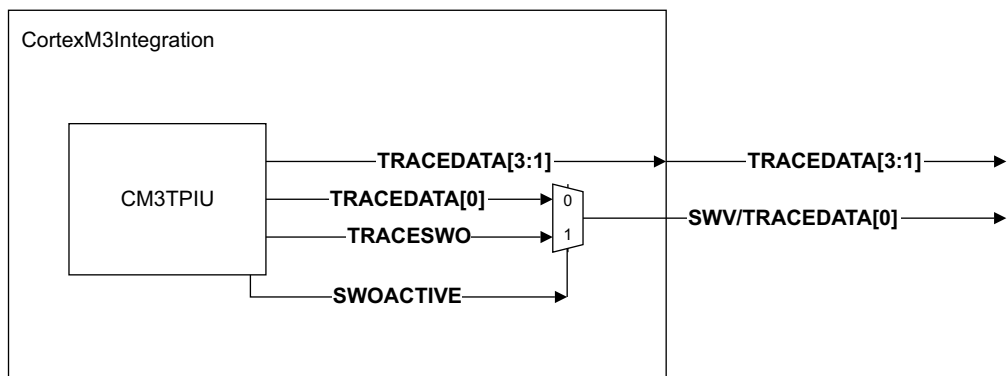 CortexM3Integration
CM3TPIU
TRACEDATA[3:1]
TRACEDATA[3:1]
TRACEDATA[0]
0
SWV/TRACEDATA[0]
TRACESWO
1
SWOACTIVE